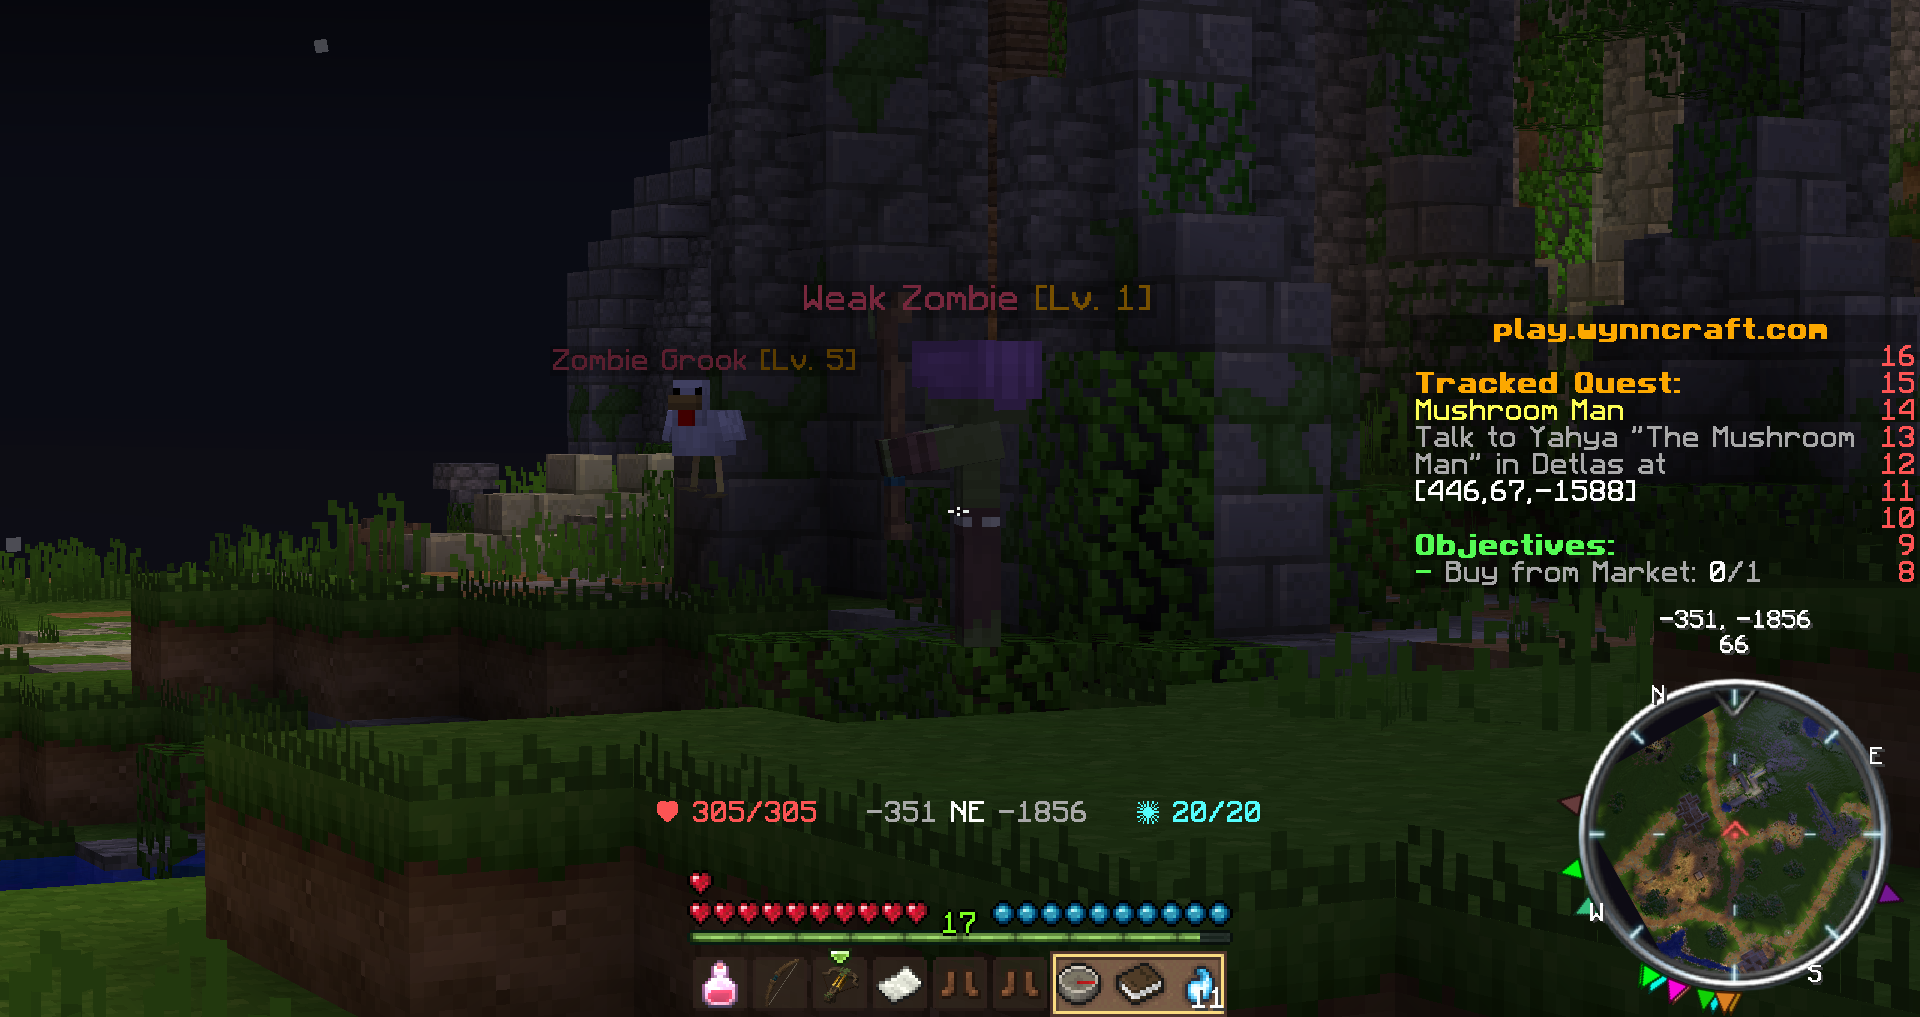 Weak Zombie [Lv. 1]
Zombie Grook [Lv. 5]
play.wynncraft.com
16
Tracked Quest:
15
Mushroom Man
14
Talk to Yahya "The Mushroom
13
Man" in Detlas at
12
[446,67,-1588]
11
10
Objectives:
9
- Buy from Market: 0/1
8
-351, -1856
66
N
E
W
S
305/305
-351 NE -1856
20/20
17
11